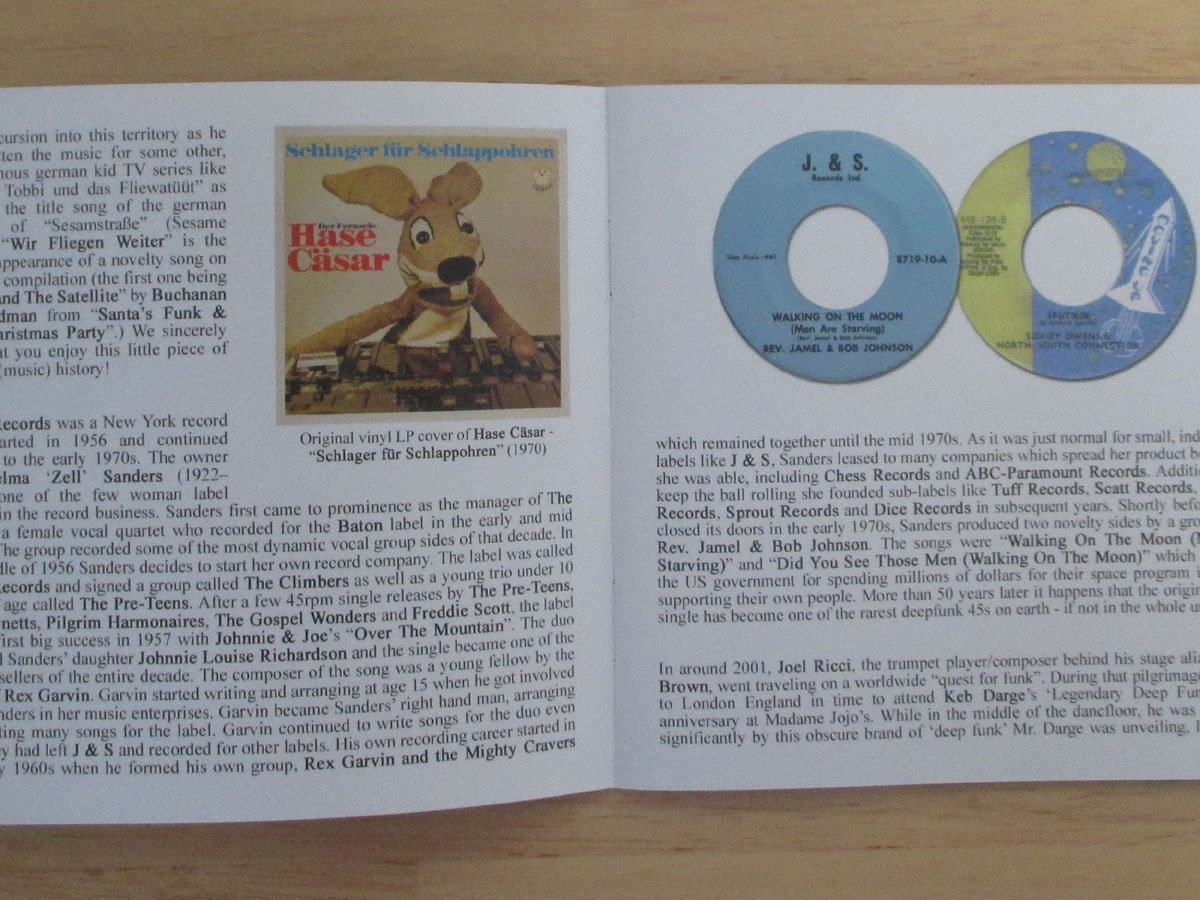 cursion into this territory as he
ten the music for some other,
nous german kid TV series like
Tobbi und das Fliewatüüt” as
the title song of the german
of “Sesamstraße” (Sesame
“Wir Fliegen Weiter” is the
ppearance of a novelty song on
compilation (the first one being
and The Satellite” by Buchanan
dman from “Santa’s Funk &
hristmas Party”.) We sincerely
at you enjoy this little piece of
(music) history!
Schlager für Schlappohren
Der Fernseh-
Hase
Cäsar
Original vinyl LP cover of Hase Cäsar -
“Schlager für Schlappohren” (1970)
Records was a New York record
arted in 1956 and continued
to the early 1970s. The owner
elma ‘Zell’ Sanders (1922–
one of the few woman label
in the record business. Sanders first came to prominence as the manager of The
a female vocal quartet who recorded for the Baton label in the early and mid
The group recorded some of the most dynamic vocal group sides of that decade. In
dle of 1956 Sanders decides to start her own record company. The label was called
Records and signed a group called The Climbers as well as a young trio under 10
age called The Pre-Teens. After a few 45rpm single releases by The Pre-Teens,
netts, Pilgrim Harmonaires, The Gospel Wonders and Freddie Scott, the label
first big success in 1957 with Johnnie & Joe’s “Over The Mountain”. The duo
d Sanders’ daughter Johnnie Louise Richardson and the single became one of the
sellers of the entire decade. The composer of the song was a young fellow by the
f Rex Garvin. Garvin started writing and arranging at age 15 when he got involved
nders in her music enterprises. Garvin became Sanders’ right hand man, arranging
ting many songs for the label. Garvin continued to write songs for the duo even
ey had left J & S and recorded for other labels. His own recording career started in
y 1960s when he formed his own group, Rex Garvin and the Mighty Cravers
J. & S.
Records Ltd.
Music—BMI
8719-10-A
WALKING ON THE MOON
(Men Are Starving)
(Rev. Jamel & Bob Johnson)
REV. JAMEL & BOB JOHNSON
MB-126-B
SPUTNIK
SIDNEY OWENS &
NORTH, SOUTH CONNECTION
which remained together until the mid 1970s. As it was just normal for small, ind
labels like J & S, Sanders leased to many companies which spread her product be
she was able, including Chess Records and ABC-Paramount Records. Additi
keep the ball rolling she founded sub-labels like Tuff Records, Scatt Records,
Records, Sprout Records and Dice Records in subsequent years. Shortly befo
closed its doors in the early 1970s, Sanders produced two novelty sides by a gro
Rev. Jamel & Bob Johnson. The songs were “Walking On The Moon (M
Starving)” and “Did You See Those Men (Walking On The Moon)” which
the US government for spending millions of dollars for their space program i
supporting their own people. More than 50 years later it happens that the origin
single has become one of the rarest deepfunk 45s on earth - if not in the whole u
In around 2001, Joel Ricci, the trumpet player/composer behind his stage alia
Brown, went traveling on a worldwide “quest for funk”. During that pilgrimage
to London England in time to attend Keb Darge’s ‘Legendary Deep Fu
anniversary at Madame Jojo’s. While in the middle of the dancfloor, he was
significantly by this obscure brand of ‘deep funk’ Mr. Darge was unveiling, i